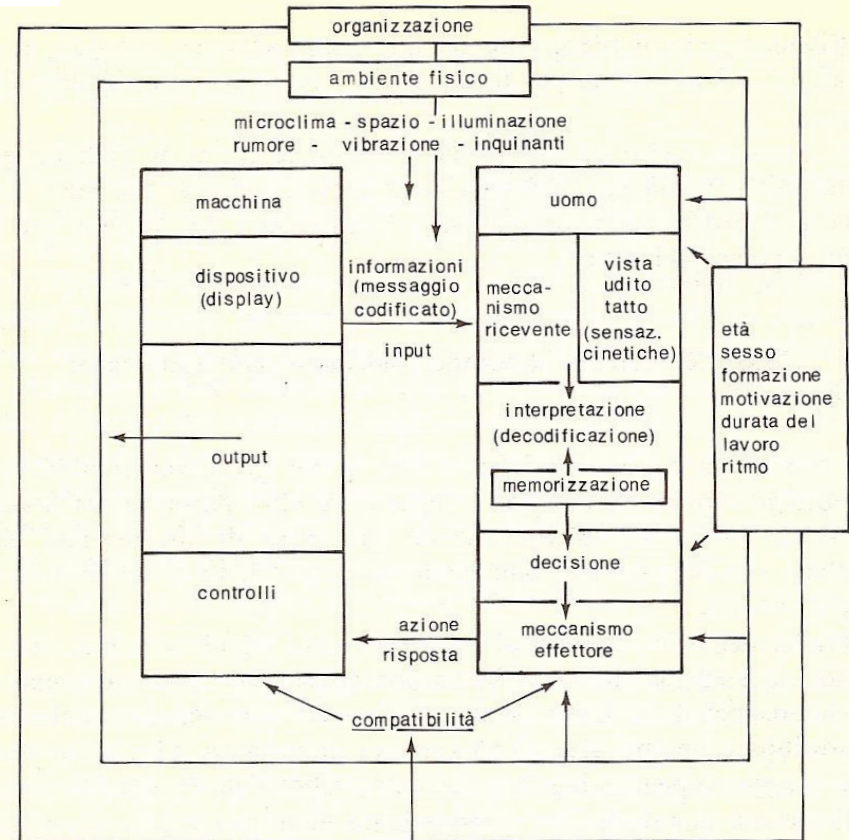 organizzazione
ambiente fisico
microclima - spazio - illuminazione
rumore - vibrazione - inquinanti
macchina
dispositivo
(display)
output
controlli
informazioni
(messaggio
codificato)
input
uomo
mecca-
nismo
ricevente
vista
udito
tatto
(sensaz.
cinetiche)
interpretazione
(decodificazione)
memorizzazione
decisione
meccanismo
effettore
azione
risposta
compatibilità
età
sesso
formazione
motivazione
durata del
lavoro
ritmo